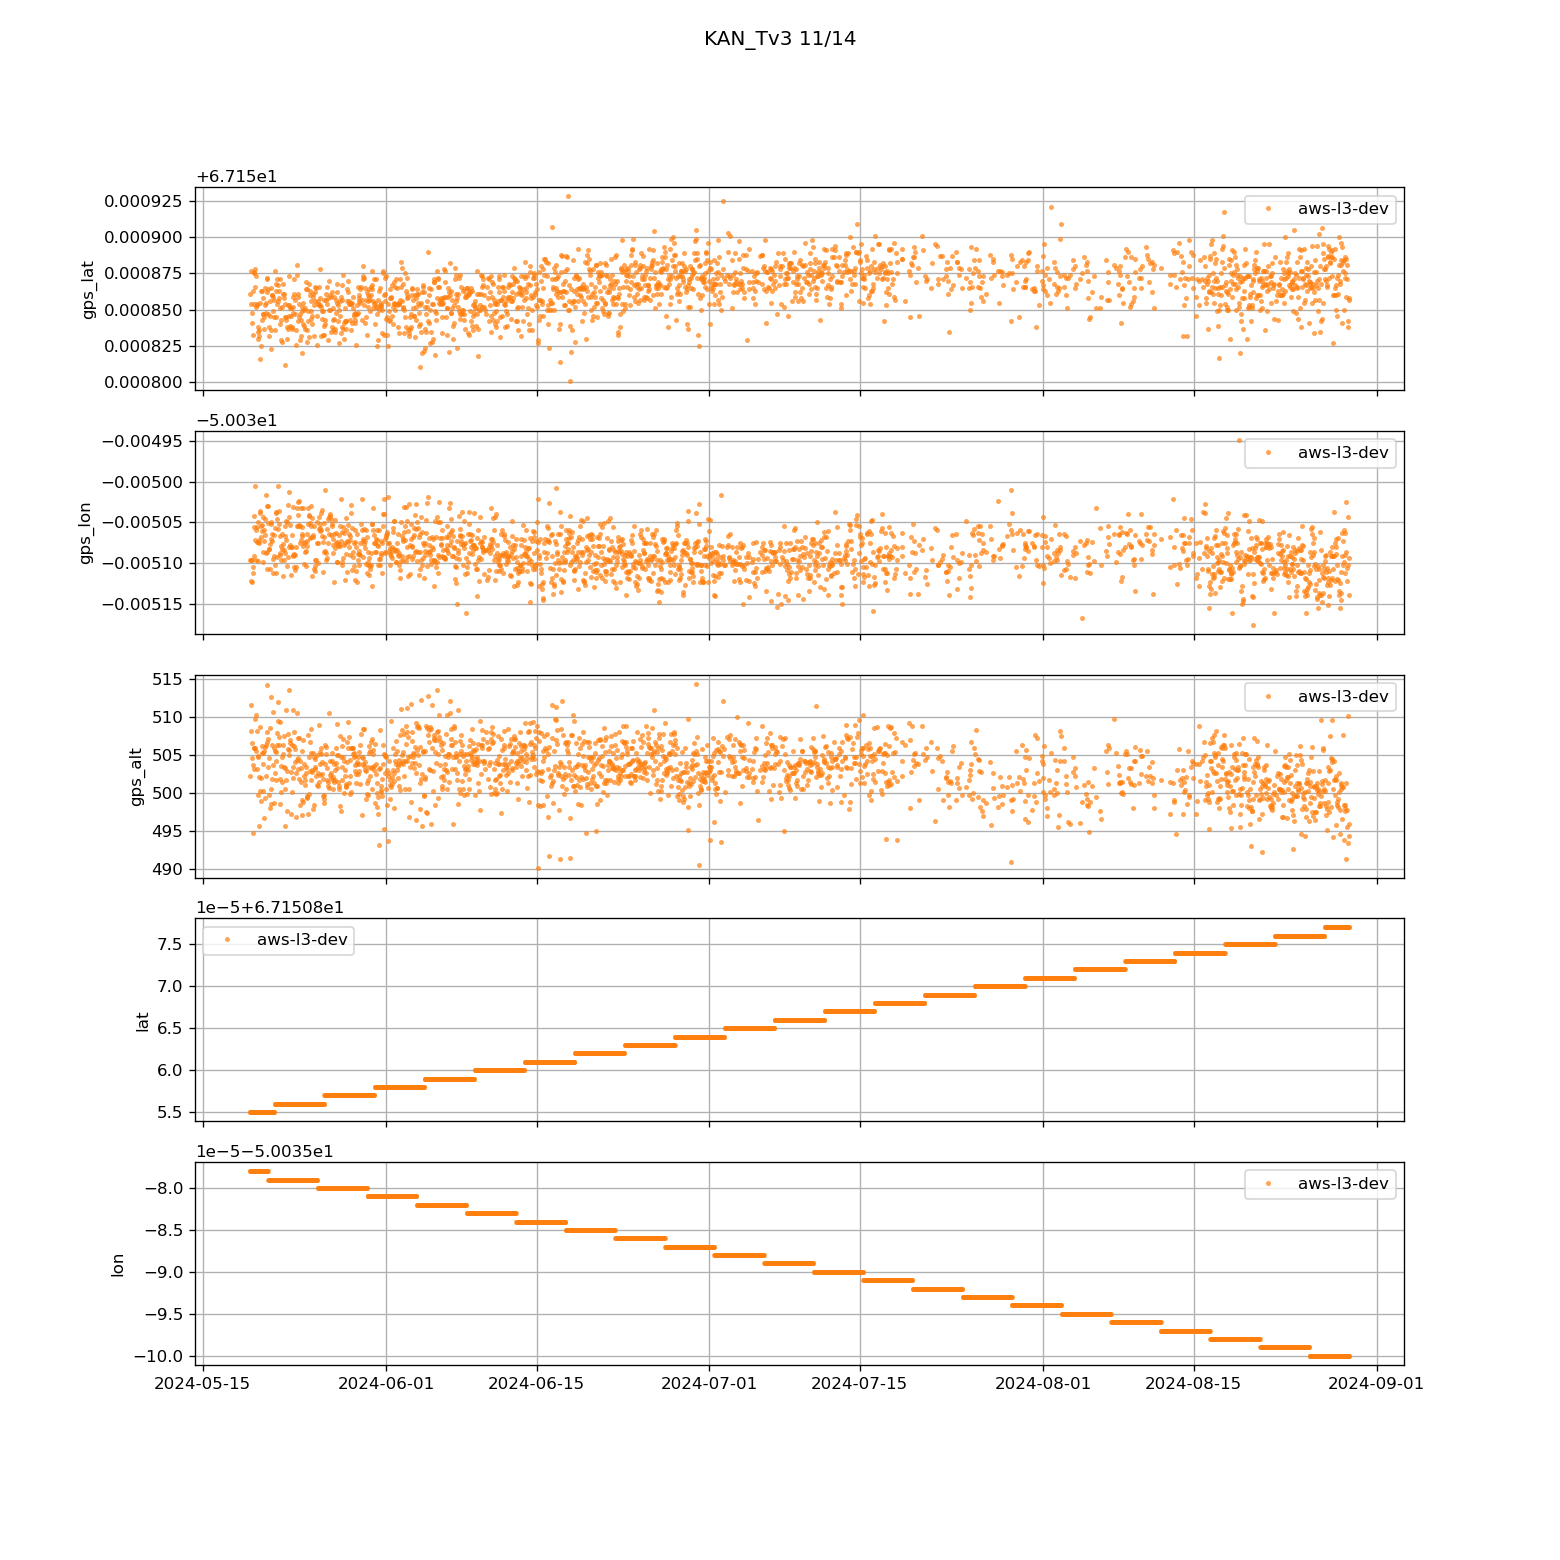 KAN_Tv3 11/14
+6.715e1
0.000925
0.000900
0.000875
0.000850
0.000825
0.000800
gps_lat
aws-l3-dev
−5.003e1
−0.00495
−0.00500
−0.00505
−0.00510
−0.00515
gps_lon
aws-l3-dev
515
510
505
500
495
490
gps_alt
aws-l3-dev
1e−5+6.71508e1
7.5
7.0
6.5
6.0
5.5
lat
aws-l3-dev
1e−5−5.0035e1
−8.0
−8.5
−9.0
−9.5
−10.0
lon
aws-l3-dev
2024-05-15 2024-06-01 2024-06-15 2024-07-01 2024-07-15 2024-08-01 2024-08-15 2024-09-01